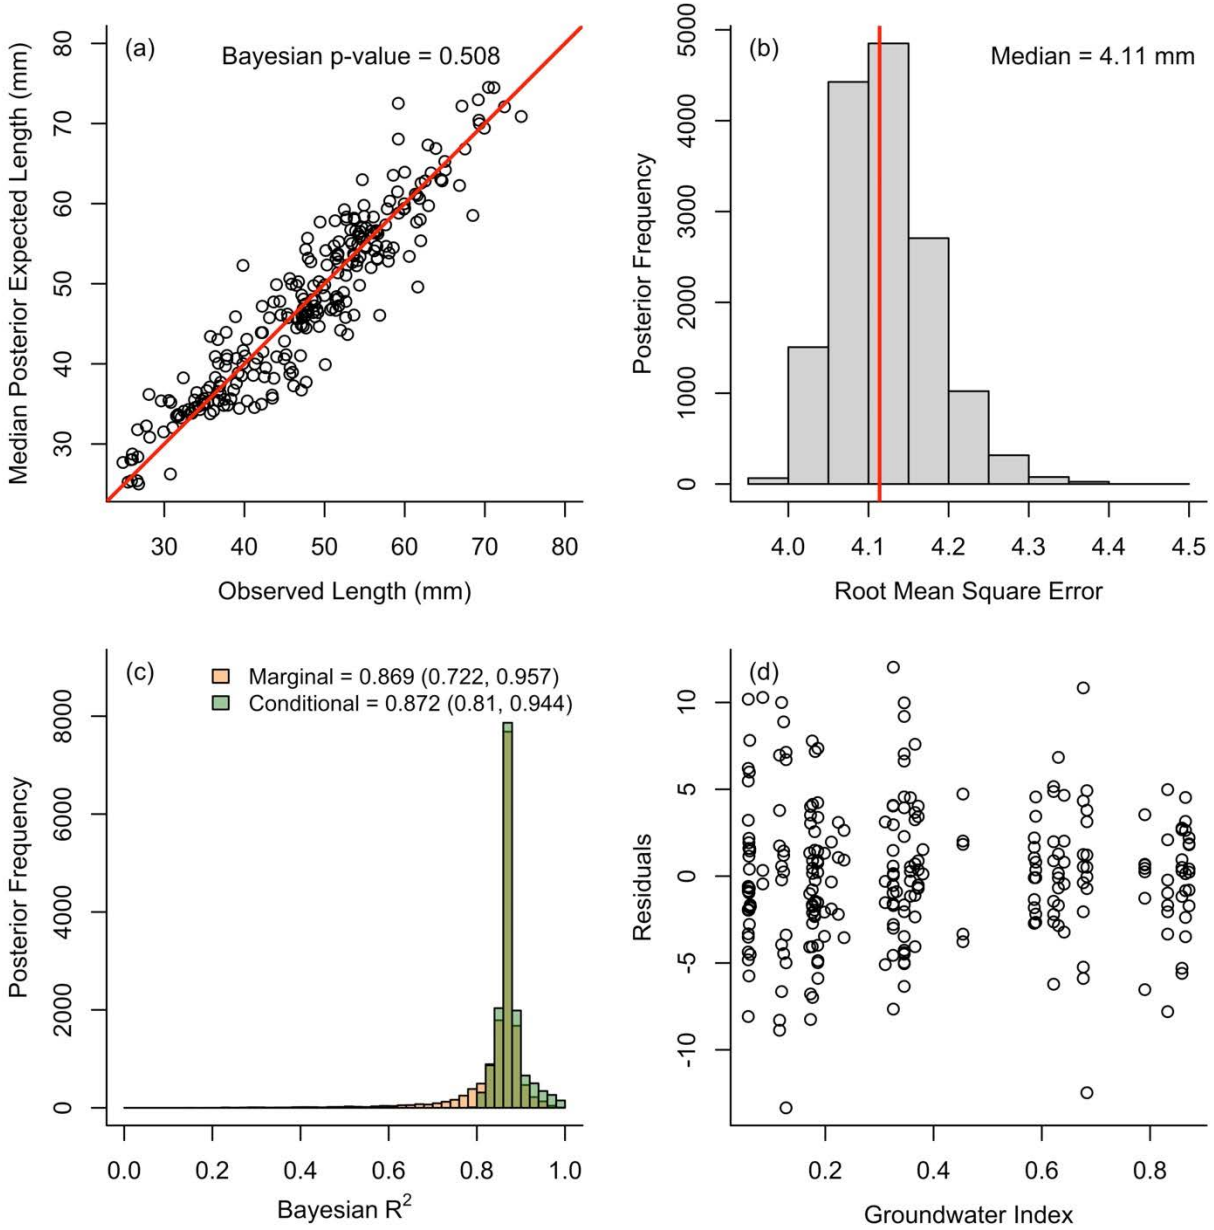 (a)
Bayesian p-value = 0.508
Median Posterior Expected Length (mm)
80
70
60
50
40
30
30 40 50 60 70 80
Observed Length (mm)
(b)
Median = 4.11 mm
Posterior Frequency
5000
4000
3000
2000
1000
0
4.0 4.1 4.2 4.3 4.4 4.5
Root Mean Square Error
(c)
Marginal = 0.869 (0.722, 0.957)
Conditional = 0.872 (0.81, 0.944)
Posterior Frequency
8000
6000
4000
2000
0
0.0 0.2 0.4 0.6 0.8 1.0
Bayesian R²
(d)
Residuals
10
5
0
-5
-10
0.2 0.4 0.6 0.8
Groundwater Index